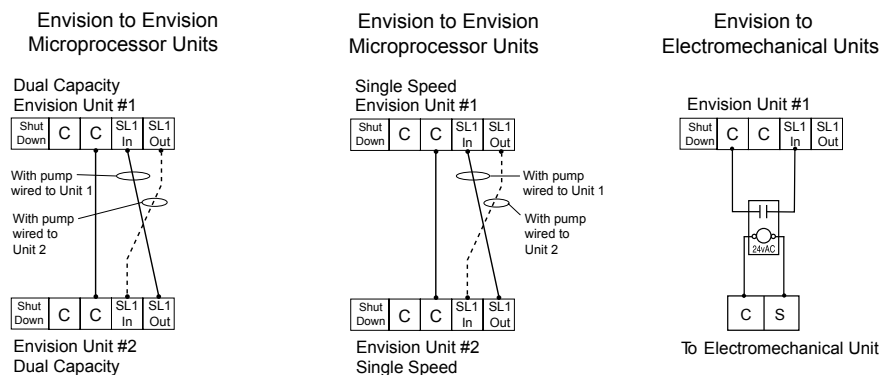 Envision to Envision
Microprocessor Units
Dual Capacity
Envision Unit #1
Shut Down C C SL1 In SL1 Out
With pump
wired to Unit 1
With pump
wired to
Unit 2
Shut Down C C SL1 In SL1 Out
Envision Unit #2
Dual Capacity
Envision to Envision
Microprocessor Units
Single Speed
Envision Unit #1
Shut Down C C SL1 In SL1 Out
With pump
wired to Unit 1
With pump
wired to
Unit 2
Shut Down C C SL1 In SL1 Out
Envision Unit #2
Single Speed
Envision to
Electromechanical Units
Envision Unit #1
Shut Down C C SL1 In SL1 Out
24vAC
C S
To Electromechanical Unit